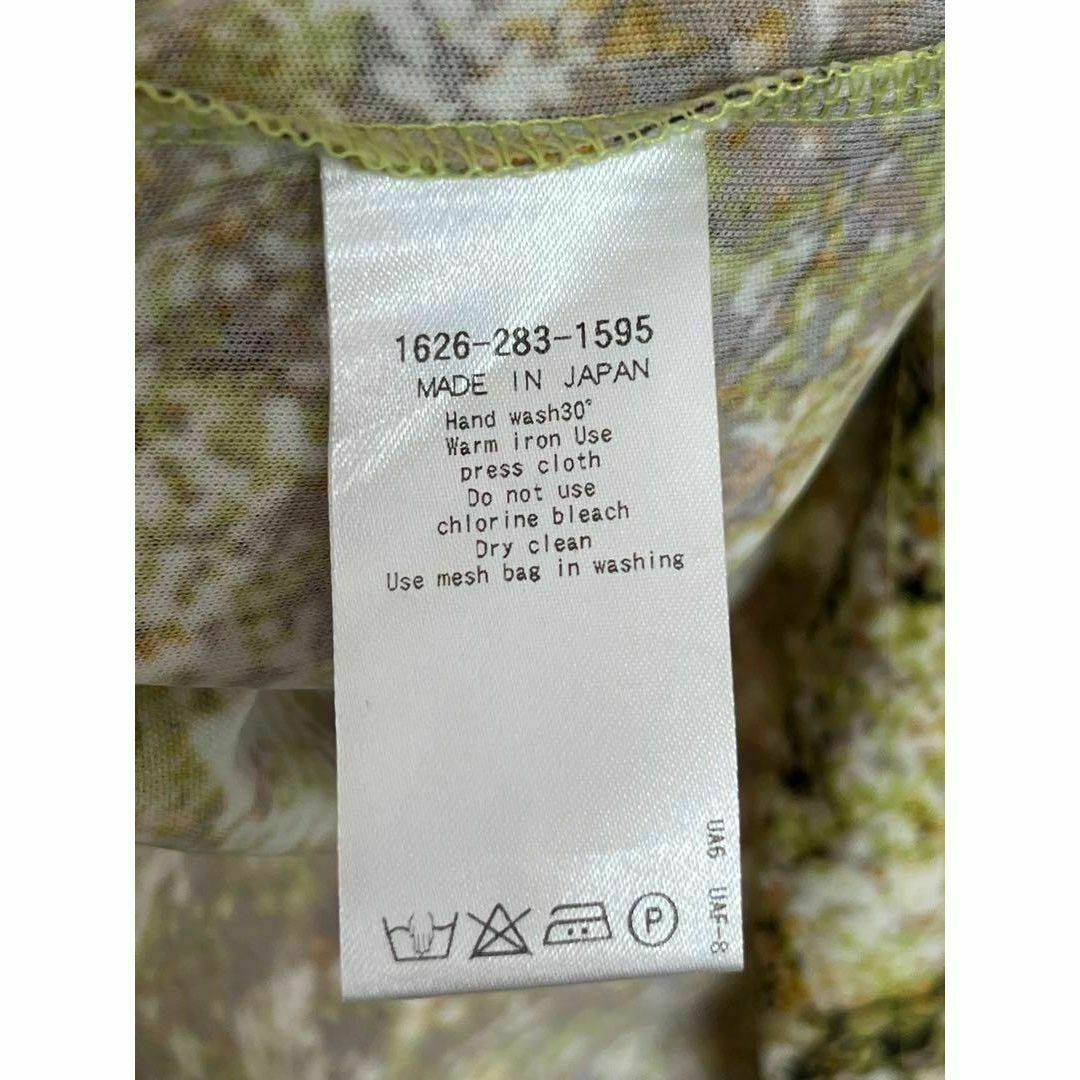 1626-283-1595
MADE IN JAPAN
Hand wash30°
Warm iron Use
press cloth
Do not use
chlorine bleach
Dry clean
Use mesh bag in washing
UA6 UAF-8
P